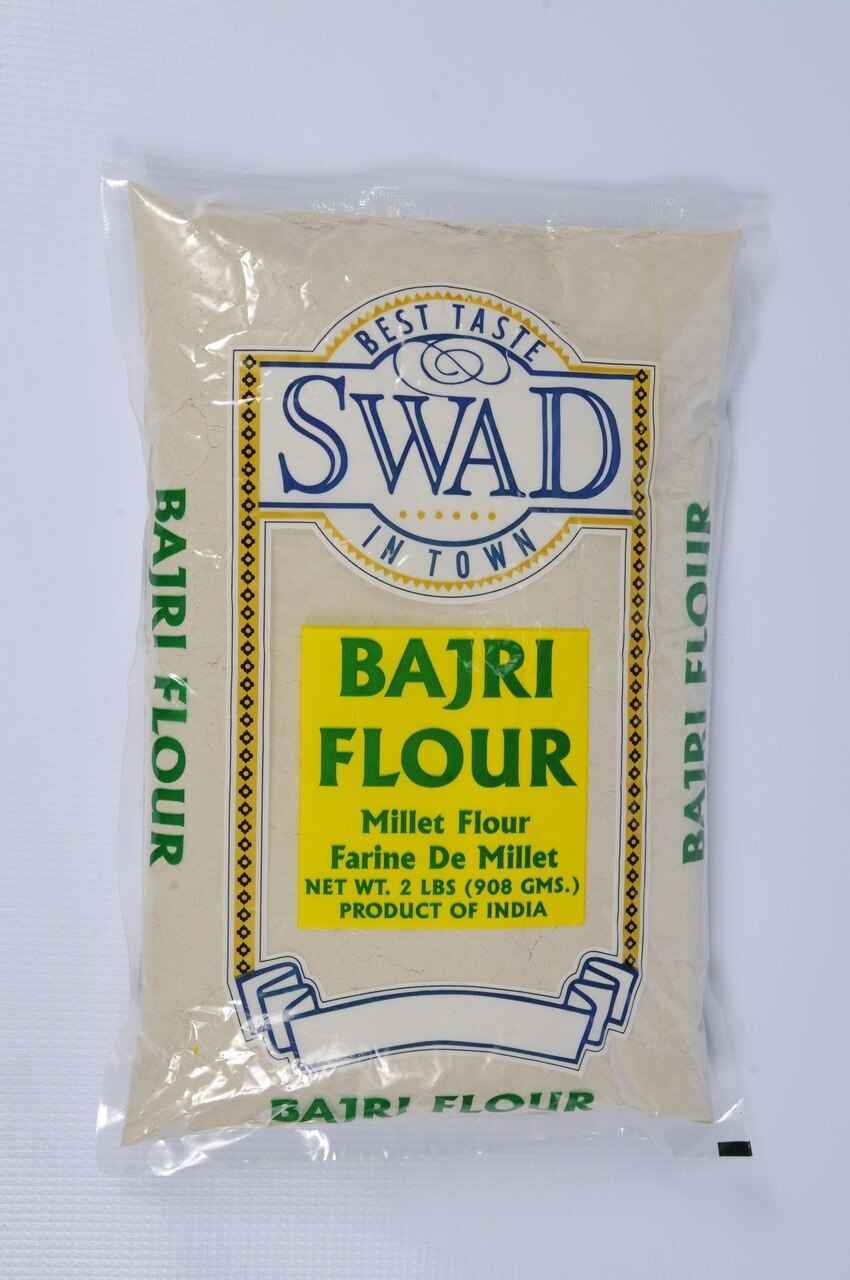 BEST TASTE
SWAD
IN TOWN
BAJRI
FLOUR
Millet Flour
Farine De Millet
NET WT. 2 LBS (908 GMS.)
PRODUCT OF INDIA
BAJRI FLOUR
BAJRI FLOUR
BAJRI FLOUR